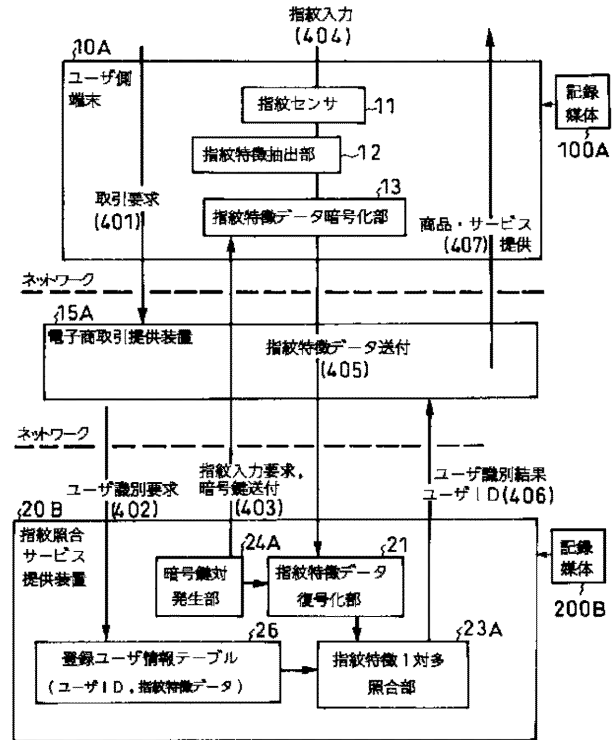 指紋入力
(404)
10A
ユーザ側
端末
指紋センサ
11
指紋特徴抽出部
12
13
指紋特徴データ暗号化部
取引要求
(401)
商品・サービス
(407) 提供
記録
媒体
100A
ネットワーク
15A
電子商取引提供装置
指紋特徴データ送付
(405)
ネットワーク
ユーザ識別要求
(402)
指紋入力要求,
暗号鍵送付
(403)
ユーザ識別結果
ユーザID(406)
20B
指紋照合
サービス
提供装置
24A
暗号鍵対
発生部
21
指紋特徴データ
復号化部
記録
媒体
200B
26
登録ユーザ情報テーブル
(ユーザID,指紋特徴データ)
23A
指紋特徴1対多
照合部